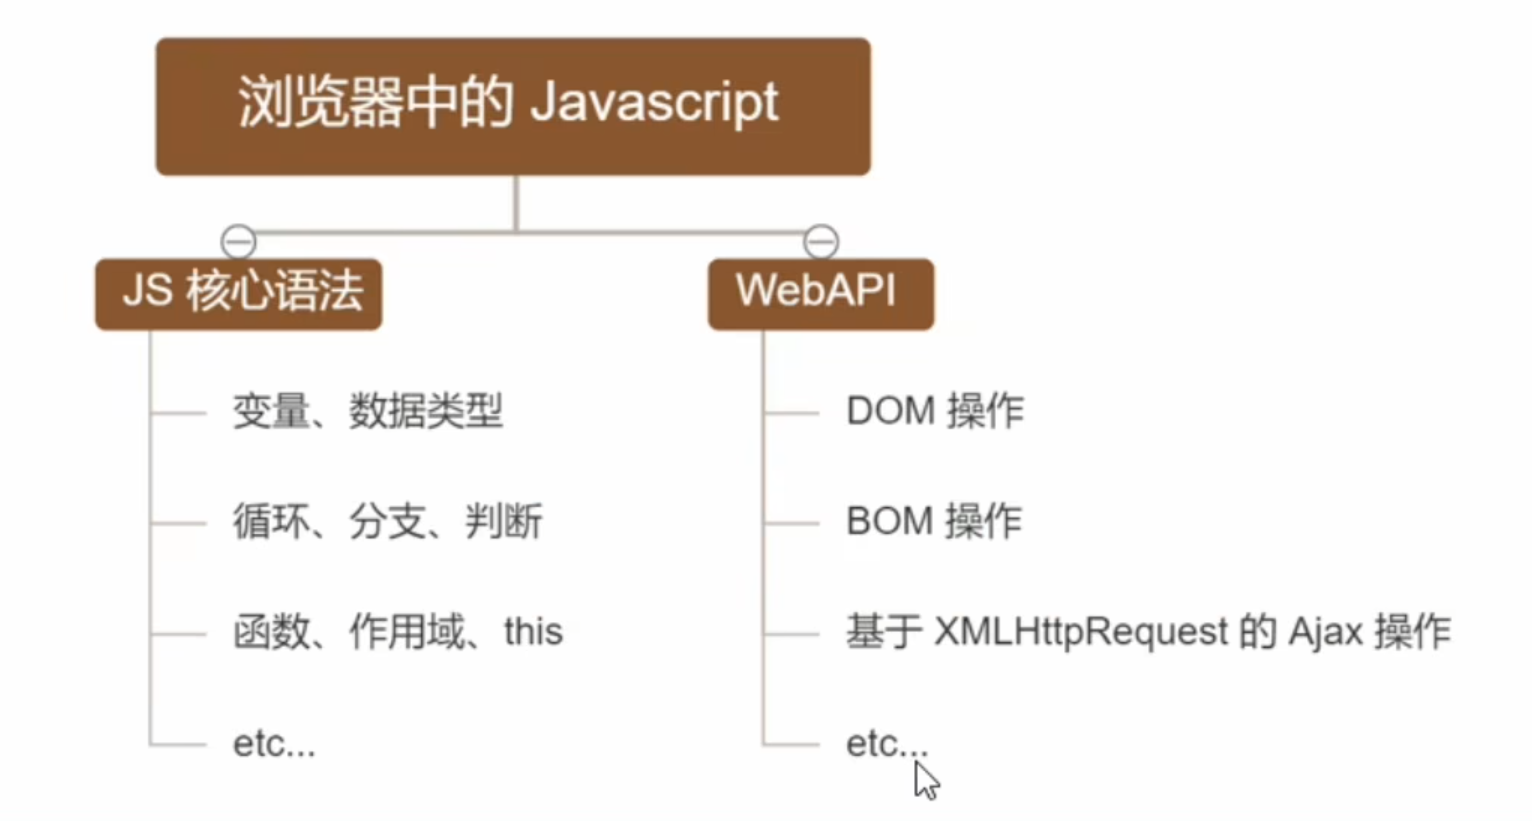 浏览器中的 Javascript
JS 核心语法
变量、数据类型
循环、分支、判断
函数、作用域、this
etc...
WebAPI
DOM 操作
BOM 操作
基于 XMLHttpRequest 的 Ajax 操作
etc...